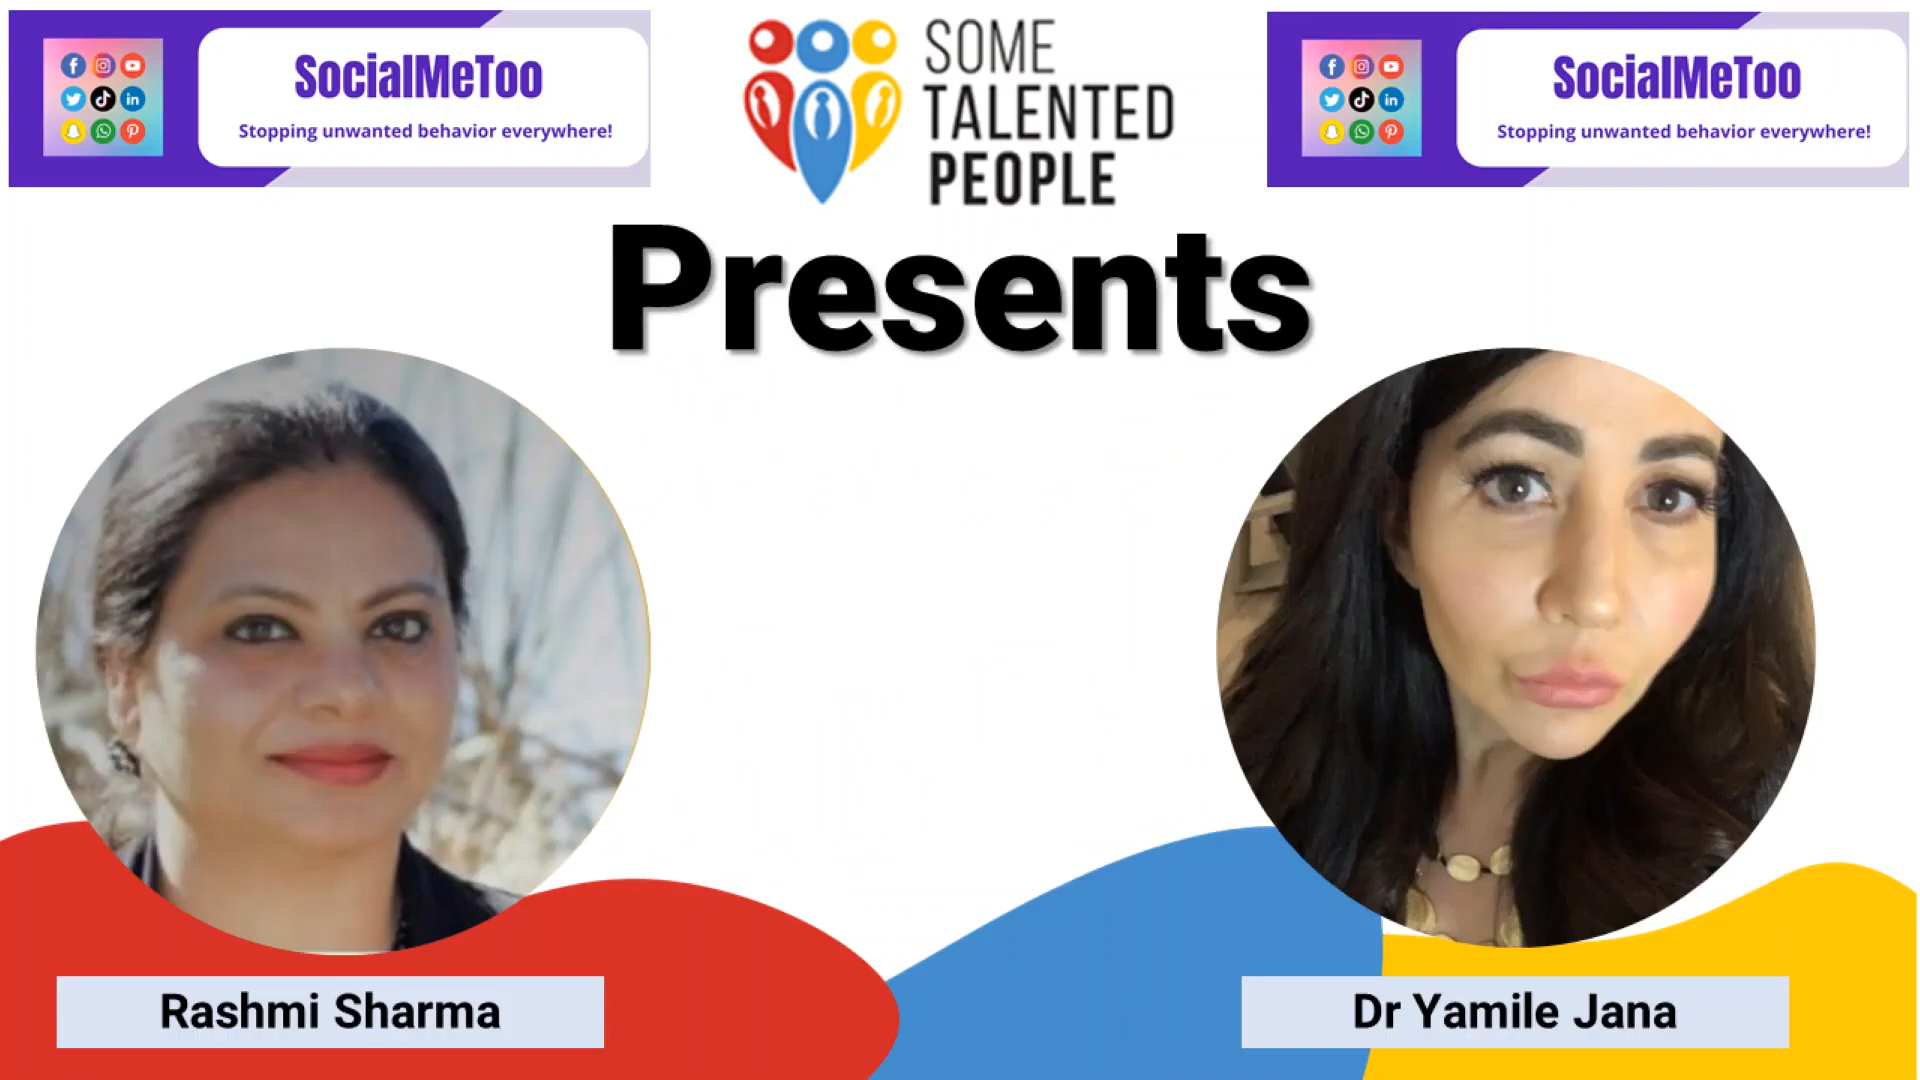 SocialMeToo
Stopping unwanted behavior everywhere!
SOME
TALENTED
PEOPLE
SocialMeToo
Stopping unwanted behavior everywhere!
Presents
Rashmi Sharma
Dr Yamile Jana